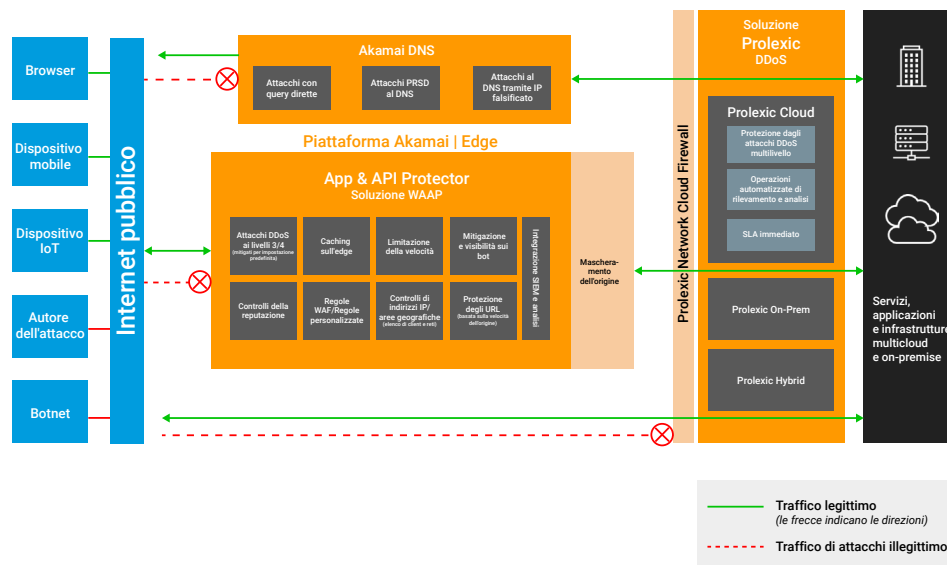 Browser
Dispositivo
mobile
Dispositivo
IoT
Autore
dell'attacco
Botnet
Internet pubblico
Akamai DNS
Attacchi con
query dirette
Attacchi PRSD
al DNS
Attacchi al
DNS tramite IP
falsificato
Piattaforma Akamai | Edge
App & API Protector
Soluzione WAAP
Attacchi DDoS
ai livelli 3/4
(mitigati per impostazione
predefinita)
Caching
sull'edge
Limitazione
della velocità
Mitigazione
e visibilità sui
bot
Controlli della
reputazione
Regole
WAF/Regole
personalizzate
Controlli di
indirizzi IP/
aree geografiche
(elenco di client e reti)
Protezione
degli URL
(basata sulla velocità
dell'origine)
Integrazione SIEM e analisi
Maschera-
mento
dell'origine
Prolexic Network Cloud Firewall
Soluzione
Prolexic
DDoS
Prolexic Cloud
Protezione dagli
attacchi DDoS
multilivello
Operazioni
automatizzate di
rilevamento e analisi
SLA immediato
Prolexic On-Prem
Prolexic Hybrid
Servizi,
applicazioni
e infrastrutture
multicloud
e on-premise
Traffico legittimo
(le frecce indicano le direzioni)
Traffico di attacchi illegittimo